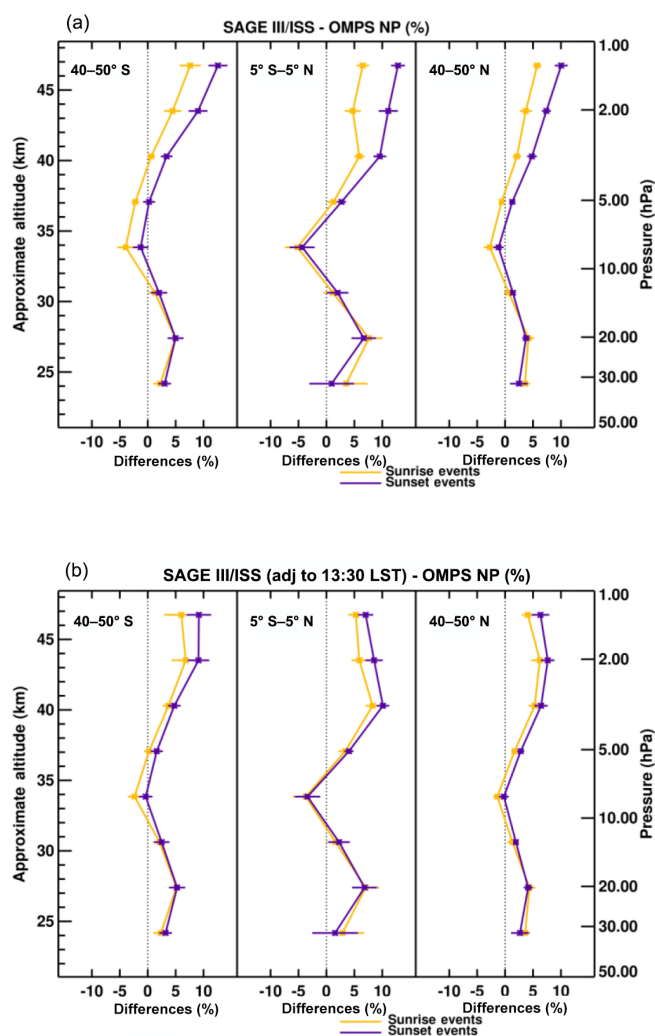 (a)
SAGE III/ISS - OMPS NP (%)
40–50° S
5° S–5° N
40–50° N
Approximate altitude (km)
45
40
35
30
25
1.00
2.00
5.00
10.00
20.00
30.00
50.00
Pressure (hPa)
-10 -5 0 5 10
-10 -5 0 5 10
-10 -5 0 5 10
Differences (%)
Differences (%)
Differences (%)
Sunrise events
Sunset events
(b)
SAGE III/ISS (adj to 13:30 LST) - OMPS NP (%)
40–50° S
5° S–5° N
40–50° N
Approximate altitude (km)
45
40
35
30
25
1.00
2.00
5.00
10.00
20.00
30.00
50.00
Pressure (hPa)
-10 -5 0 5 10
-10 -5 0 5 10
-10 -5 0 5 10
Differences (%)
Differences (%)
Differences (%)
Sunrise events
Sunset events